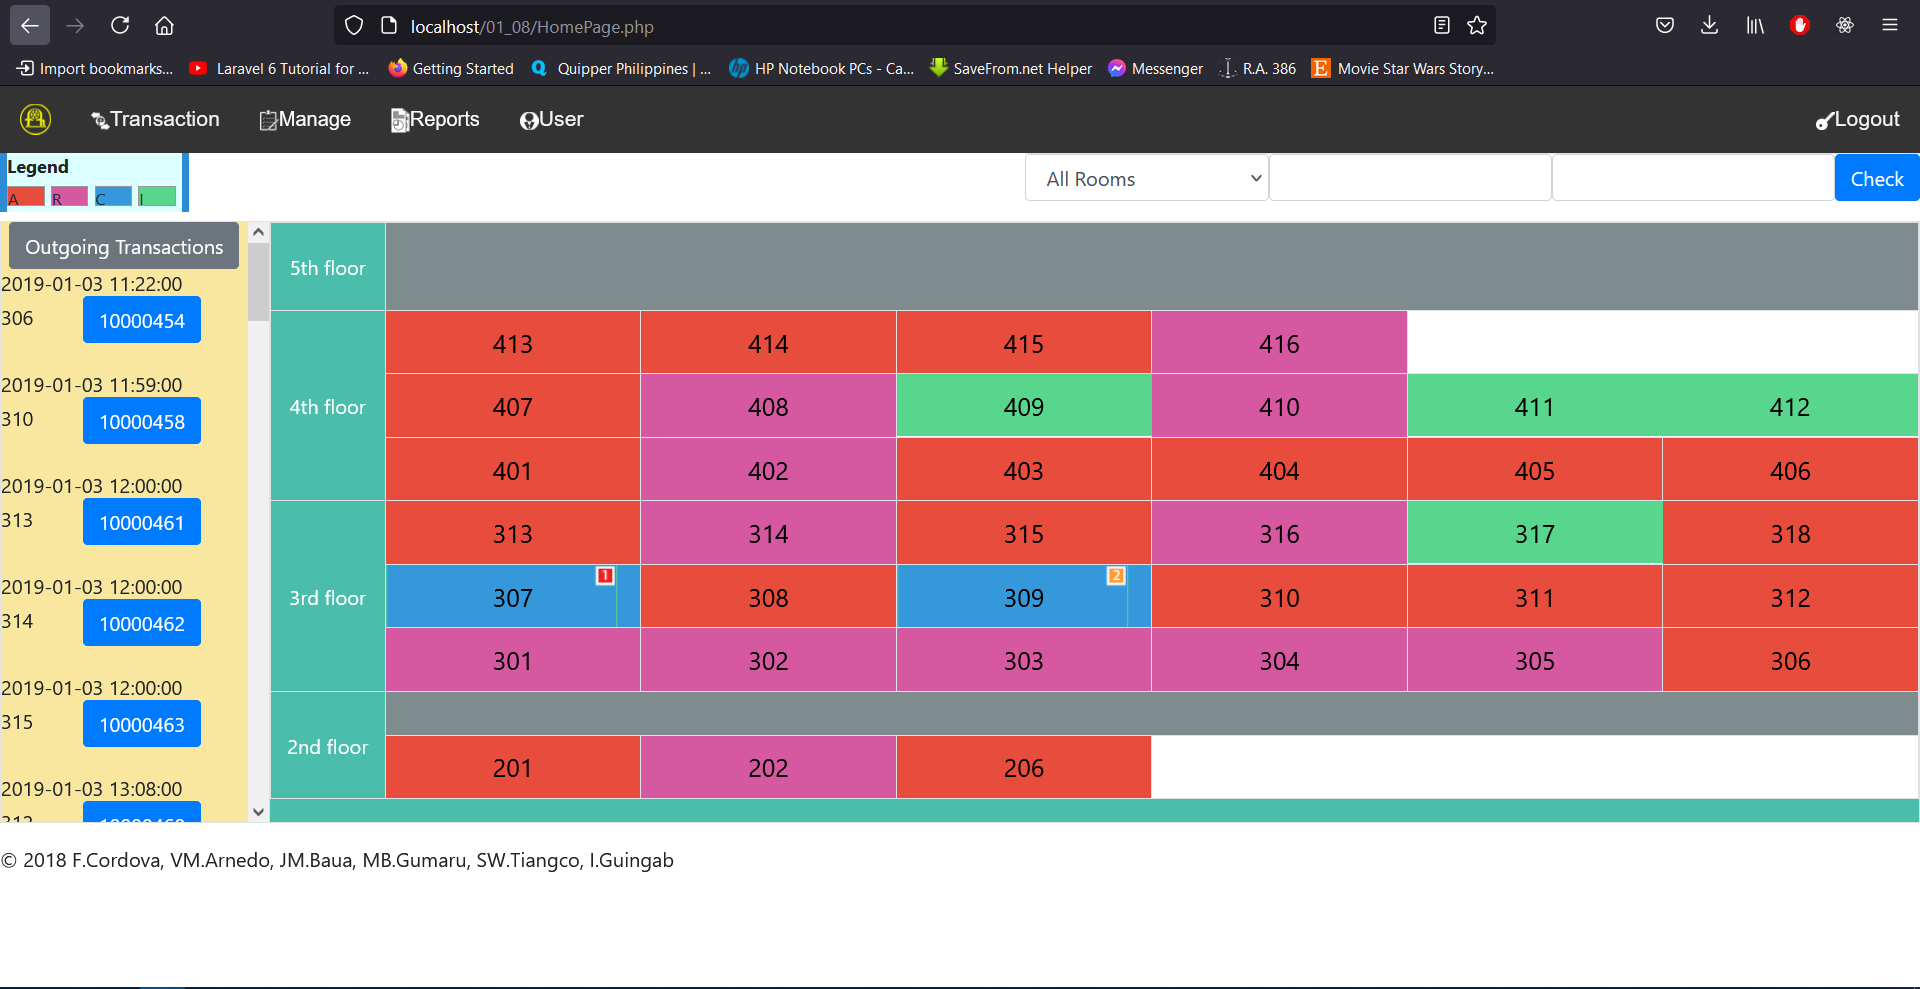 localhost/01_08/HomePage.php
Import bookmarks... Laravel 6 Tutorial for ... Getting Started Quipper Philippines | ... HP Notebook PCs - Ca... SaveFrom.net Helper Messenger R.A. 386 Movie Star Wars Story...
Transaction Manage Reports User Logout
Legend
A R C I
All Rooms Check
Outgoing Transactions
2019-01-03 11:22:00
306 10000454
2019-01-03 11:59:00
310 10000458
2019-01-03 12:00:00
313 10000461
2019-01-03 12:00:00
314 10000462
2019-01-03 12:00:00
315 10000463
2019-01-03 13:08:00
5th floor
4th floor
413 414 415 416
407 408 409 410 411 412
401 402 403 404 405 406
3rd floor
313 314 315 316 317 318
307 1 308 309 2 310 311 312
301 302 303 304 305 306
2nd floor
201 202 206
© 2018 F.Cordova, VM.Arnedo, JM.Baua, MB.Gumaru, SW.Tiangco, I.Guingab